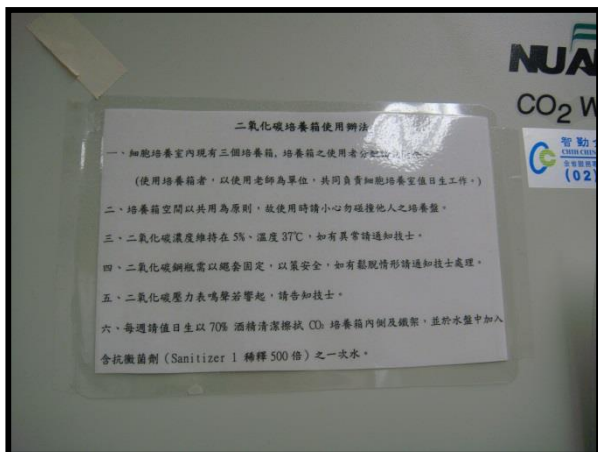 二氧化碳培養箱使用辦法
一、細胞培養室內現有三個培養箱, 培養箱之使用者分配
(使用培養箱者，以使用老師為單位，共同負責細胞培養室值日生工作。)
二、培養箱空間以共用為原則，故使用時請小心勿碰撞他人之培養盤。
三、二氧化碳濃度維持在 5%、溫度 37℃，如有異常請通知技士。
四、二氧化碳鋼瓶需以繩套固定，以策安全，如有鬆脫情形請通知技士處理。
五、二氧化碳壓力表鳴聲若響起，請告知技士。
六、每週請值日生以 70% 酒精清潔擦拭 CO₂ 培養箱內側及鐵架，並於水盤中加入
含抗黴菌劑 (Sanitizer 1 稀釋 500 倍) 之一次水。
NUA
CO₂ W
智勤
CHIH CHIN
(02)